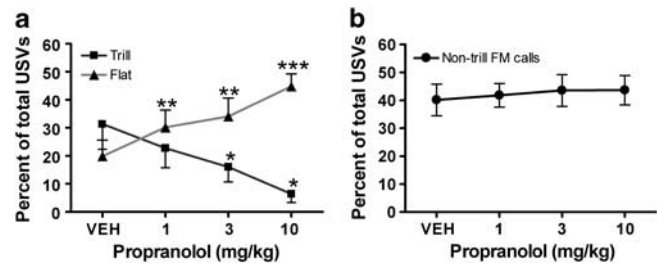 a
Percent of total USVs
60
50
40
30
20
10
0
Trill
Flat
**
**
***
*
*
VEH
1
3
10
Propranolol (mg/kg)
b
Percent of total USVs
60
50
40
30
20
10
0
Non-trill FM calls
VEH
1
3
10
Propranolol (mg/kg)